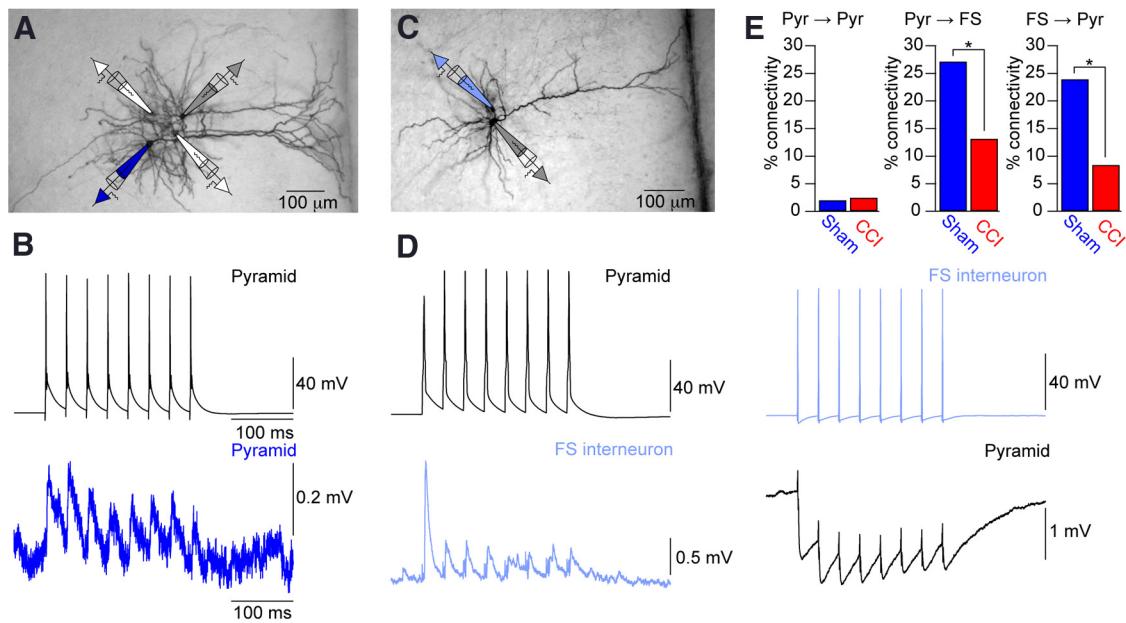 A
100 μm
C
100 μm
E
Pyr → Pyr
Pyr → FS
FS → Pyr
% connectivity
30
25
20
15
10
5
0
Sham
CCI
% connectivity
30
25
20
15
10
5
0
*
Sham
CCI
% connectivity
30
25
20
15
10
5
0
*
Sham
CCI
B
Pyramid
40 mV
100 ms
Pyramid
0.2 mV
100 ms
D
Pyramid
40 mV
FS interneuron
0.5 mV
FS interneuron
40 mV
Pyramid
1 mV